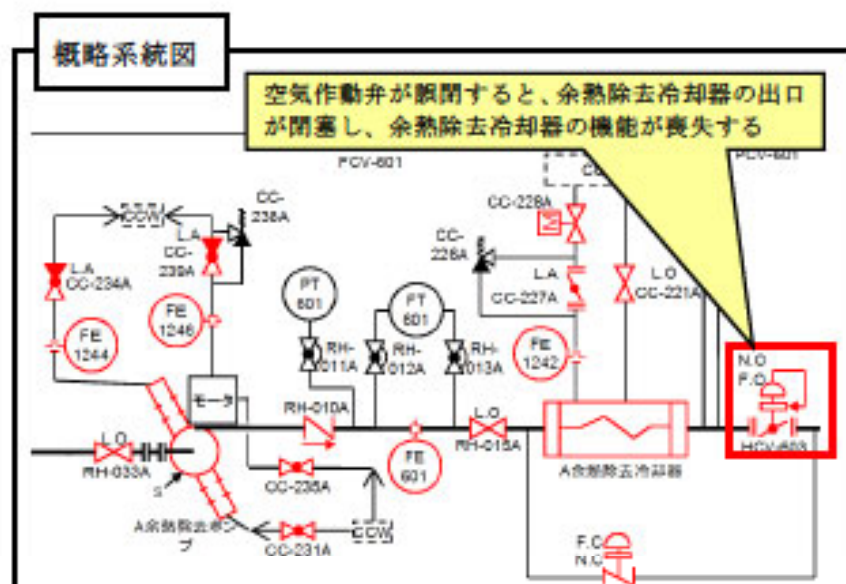 概略系統図
空気作動弁が誤閉すると、余熱除去冷却器の出口
が閉塞し、余熱除去冷却器の機能が喪失する
PCV-601
PCV-601
CC-
238A
CCW
L.A
CC-
239A
L.A
CC-234A
FE
1244
FE
1246
モータ
PT
601
FT
601
RH-
011A
RH-
012A
RH-
013A
CC-228A
M
CC-
226A
L.A
CC-227A
L.O
CC-221A
FE
1242
N.O
F.O
HCV-603
RH-010A
L.O
RH-015A
FE
601
A余熱除去冷却器
L.O
RH-033A
S
A余熱除去ポン
プ
CC-235A
CC-231A
CCW
F.C
N.C